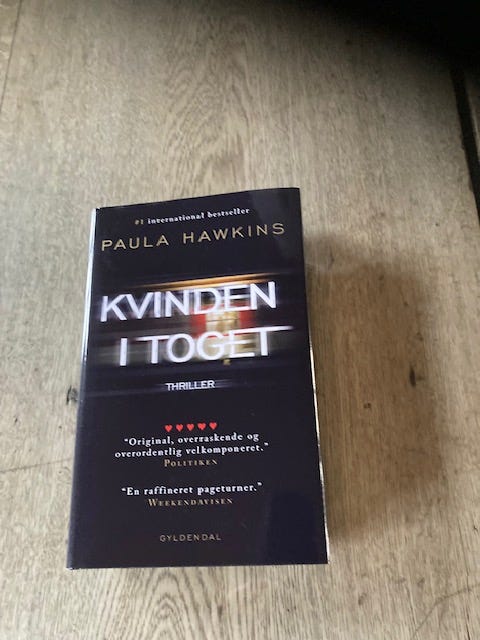 #1 international bestseller
PAULA HAWKINS
KVINDEN
I TOGET
THRILLER
♥♥♥♥♥
“Original, overraskende og
overordentlig velkomponeret.”
POLITIKEN
“En raffineret pageturner.”
WEEKENDAVISEN
GYLDENDAL